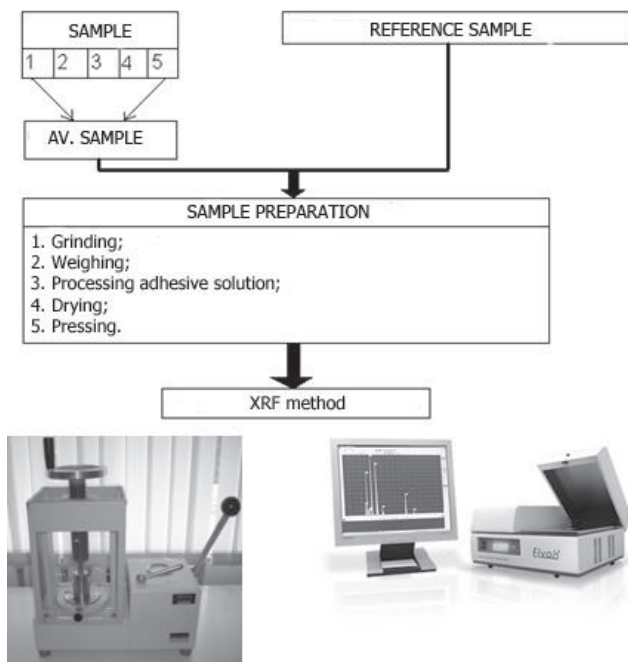 SAMPLE
1 2 3 4 5
REFERENCE SAMPLE
AV. SAMPLE
SAMPLE PREPARATION
1. Grinding;
2. Weighing;
3. Processing adhesive solution;
4. Drying;
5. Pressing.
XRF method
ElvaX